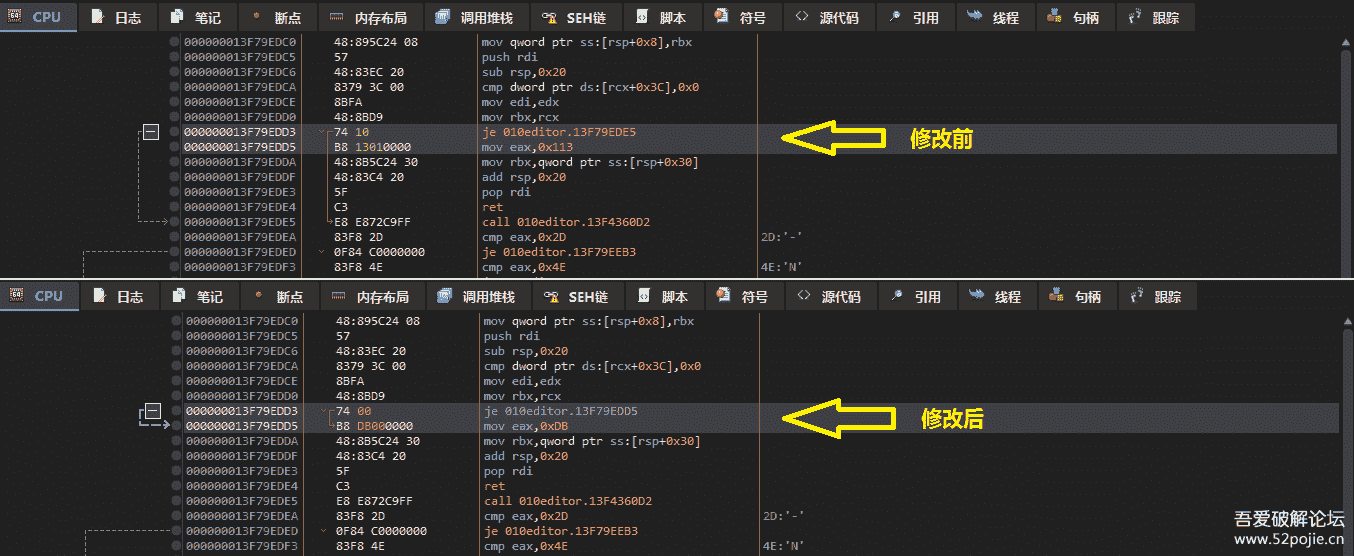 CPU 日志 笔记 断点 内存布局 调用堆栈 SEH链 脚本 符号 源代码 引用 线程 句柄 跟踪
000000013F79EDC0 48:895C24 08 mov qword ptr ss:[rsp+0x8],rbx
000000013F79EDC5 57 push rdi
000000013F79EDC6 48:83EC 20 sub rsp,0x20
000000013F79EDCA 8379 3C 00 cmp dword ptr ds:[rcx+0x3C],0x0
000000013F79EDCE 8BFA mov edi,edx
000000013F79EDD0 48:8BD9 mov rbx,rcx
000000013F79EDD3 74 10 je 010editor.13F79EDE5 修改前
000000013F79EDD5 B8 13010000 mov eax,0x113
000000013F79EDDA 48:8B5C24 30 mov rbx,qword ptr ss:[rsp+0x30]
000000013F79EDDF 48:83C4 20 add rsp,0x20
000000013F79EDE3 5F pop rdi
000000013F79EDE4 C3 ret
000000013F79EDE5 E8 E872C9FF call 010editor.13F4360D2
000000013F79EDEA 83F8 2D cmp eax,0x2D 2D:'-'
000000013F79EDED 0F84 C0000000 je 010editor.13F79EEB3
000000013F79EDF3 83F8 4E cmp eax,0x4E 4E:'N'
CPU 日志 笔记 断点 内存布局 调用堆栈 SEH链 脚本 符号 源代码 引用 线程 句柄 跟踪
000000013F79EDC0 48:895C24 08 mov qword ptr ss:[rsp+0x8],rbx
000000013F79EDC5 57 push rdi
000000013F79EDC6 48:83EC 20 sub rsp,0x20
000000013F79EDCA 8379 3C 00 cmp dword ptr ds:[rcx+0x3C],0x0
000000013F79EDCE 8BFA mov edi,edx
000000013F79EDD0 48:8BD9 mov rbx,rcx
000000013F79EDD3 74 00 je 010editor.13F79EDD5 修改后
000000013F79EDD5 B8 DB000000 mov eax,0xDB
000000013F79EDDA 48:8B5C24 30 mov rbx,qword ptr ss:[rsp+0x30]
000000013F79EDDF 48:83C4 20 add rsp,0x20
000000013F79EDE3 5F pop rdi
000000013F79EDE4 C3 ret
000000013F79EDE5 E8 E872C9FF call 010editor.13F4360D2
000000013F79EDEA 83F8 2D cmp eax,0x2D 2D:'-'
000000013F79EDED 0F84 C0000000 je 010editor.13F79EEB3
000000013F79EDF3 83F8 4E cmp eax,0x4E 4E:'N'
吾爱破解论坛
www.52pojie.cn